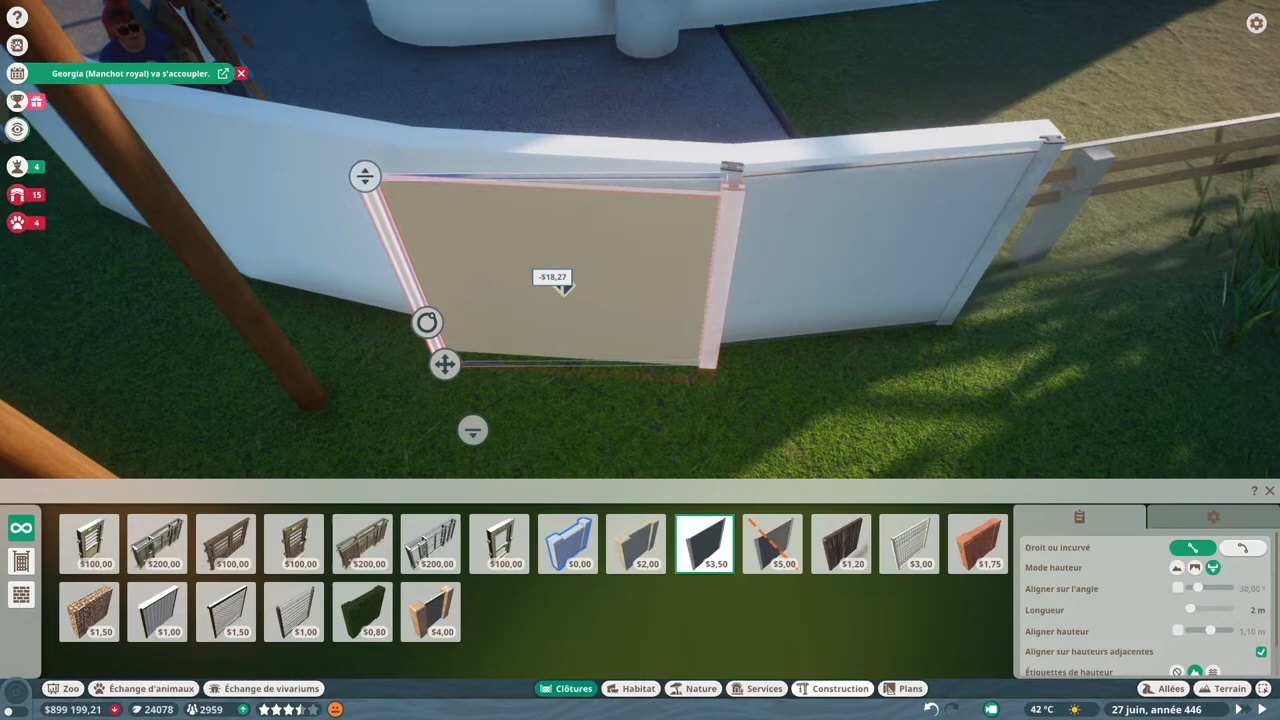 ?
Georgia (Manchot royal) va s'accoupler.
4
15
4
-$18,27
?
$100,00
$200,00
$100,00
$100,00
$200,00
$200,00
$100,00
$0,00
$2,00
$3,50
$5,00
$1,20
$3,00
$1,75
$1,50
$1,00
$1,50
$1,00
$0,80
$4,00
Droit ou incurvé
Mode hauteur
Aligner sur l'angle 30,00 °
Longueur 2 m
Aligner hauteur 1,10 m
Aligner sur hauteurs adjacentes
Étiquettes de hauteur
Zoo
Échange d'animaux
Échange de vivariums
Clôtures
Habitat
Nature
Services
Construction
Plans
Allées
Terrain
$899 199,21
24078
2959
42 °C
27 juin, année 446